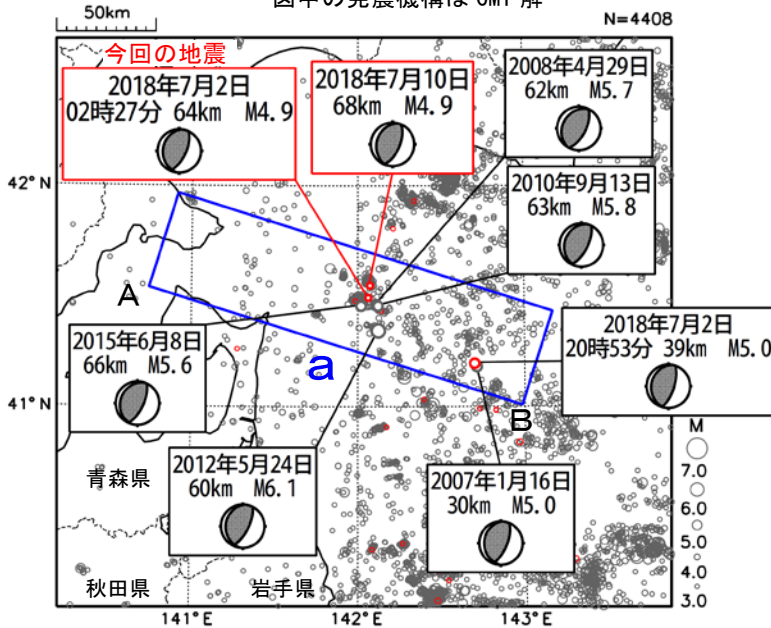 図中の発震機構はCMT解
50km
N=4408
今回の地震
2018年7月2日
02時27分 64km M4.9
2018年7月10日
68km M4.9
2008年4月29日
62km M5.7
2010年9月13日
63km M5.8
42°N
A
2015年6月8日
66km M5.6
a
2018年7月2日
20時53分 39km M5.0
41°N
B
M
7.0
6.0
5.0
4.0
3.0
青森県
2012年5月24日
60km M6.1
2007年1月16日
30km M5.0
秋田県
岩手県
141°E
142°E
143°E